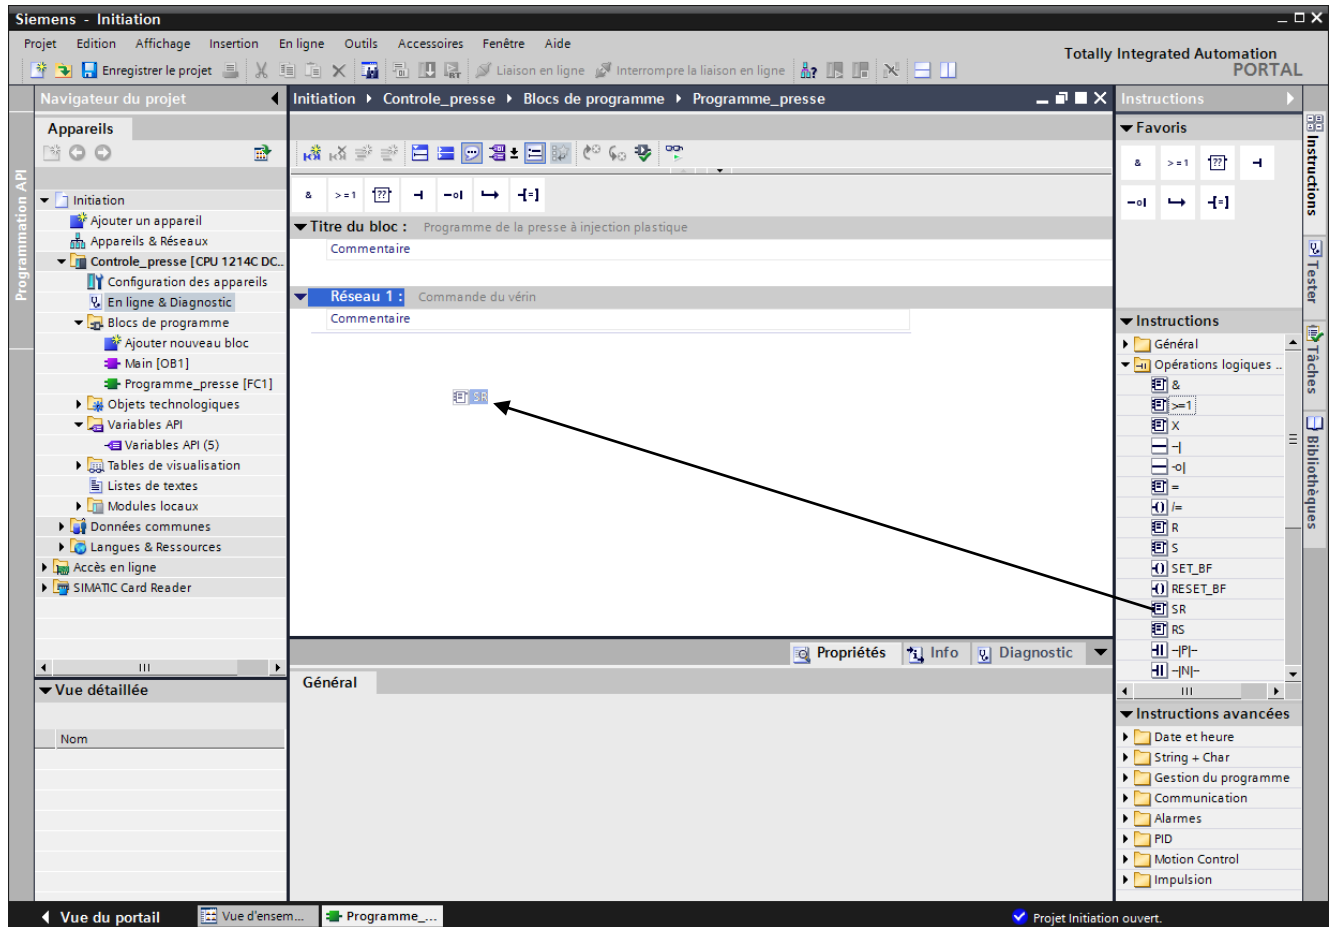 Siemens - Initiation
Projet Edition Affichage Insertion En ligne Outils Accessoires Fenêtre Aide
Totally Integrated Automation
PORTAL
Enregistrer le projet
Liaison en ligne
Interrompre la liaison en ligne
Navigateur du projet
Initiation Controle_presse Blocs de programme Programme_presse
Instructions
Appareils
Programmation API
Initiation
Ajouter un appareil
Appareils & Réseaux
Controle_presse [CPU 1214C DC..
Configuration des appareils
En ligne & Diagnostic
Blocs de programme
Ajouter nouveau bloc
Main [OB1]
Programme_presse [FC1]
Objets technologiques
Variables API
Variables API (5)
Tables de visualisation
Listes de textes
Modules locaux
Données communes
Langues & Ressources
Accès en ligne
SIMATIC Card Reader
Vue détaillée
Nom
& >=1 ?? ⊣ -o| ↦ -[=]
Titre du bloc : Programme de la presse à injection plastique
Commentaire
Réseau 1 : Commande du vérin
Commentaire
SR
Propriétés Info Diagnostic
Général
Favoris
& >=1 ?? ⊣
-o| ↦ -[=]
Instructions
Général
Opérations logiques ..
&
>=1
X
-|
-o|
=
/=
R
S
SET_BF
RESET_BF
SR
RS
-|P|-
-|N|-
Instructions avancées
Date et heure
String + Char
Gestion du programme
Communication
Alarmes
PID
Motion Control
Impulsion
Instructions
Tester
Tâches
Bibliothèques
Vue du portail
Vue d'ensem...
Programme_...
Projet Initiation ouvert.